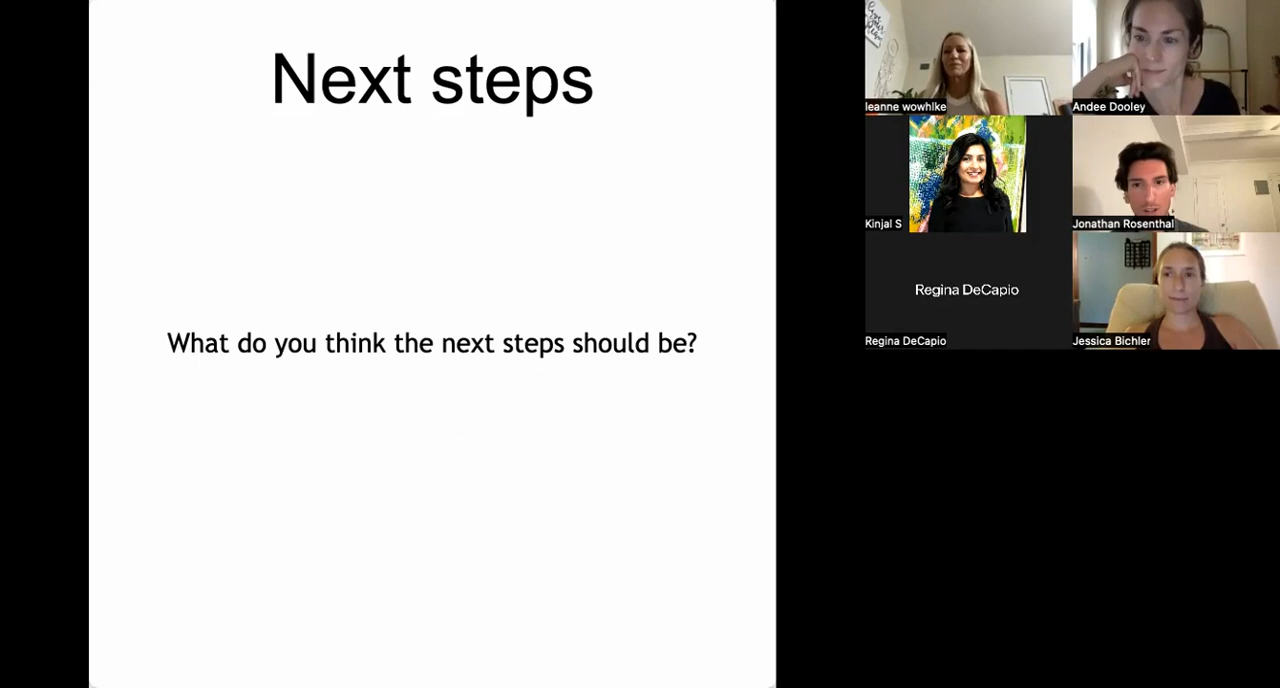 Next steps
What do you think the next steps should be?
leanne wowhlke
Andee Dooley
Kinjal S
Jonathan Rosenthal
Regina DeCapio
Regina DeCapio
Jessica Bichler